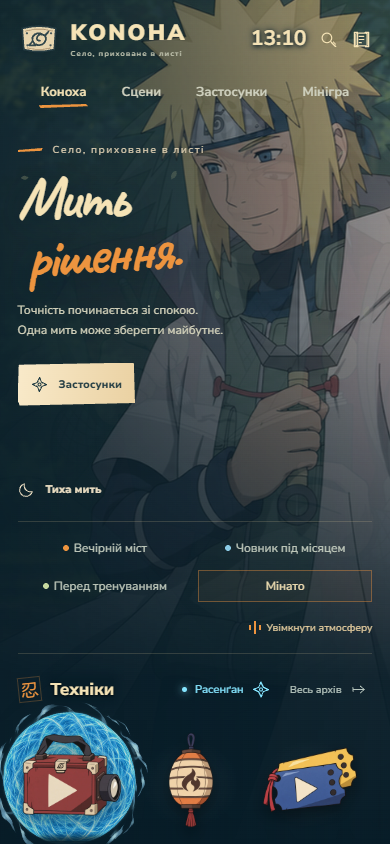 KONOHA
Село, приховане в листі
13:10
Коноха Сцени Застосунки Мінігра
Село, приховане в листі
Мить
рішення.
Точність починається зі спокою.
Одна мить може зберегти майбутнє.
Застосунки
Тиха мить
Вечірній міст Човник під місяцем
Перед тренуванням Мінато
Увімкнути атмосферу
忍 Техніки Расенґан Весь архів